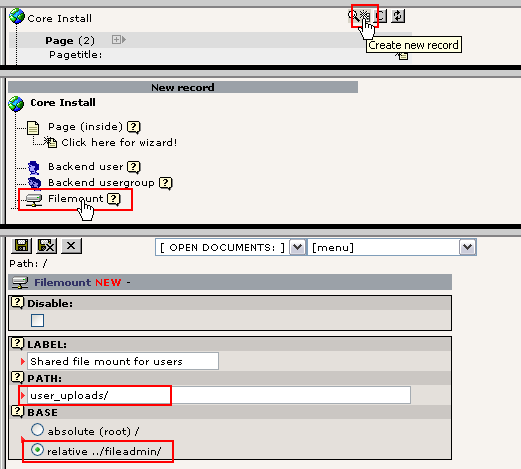 Core Install
Page (2)
Create new record
Pagetitle:
New record
Core Install
Page (inside) ?
Click here for wizard!
Backend user ?
Backend usergroup ?
Filemount ?
[ OPEN DOCUMENTS: ] [menu]
Path: /
Filemount NEW -
? Disable:
? LABEL:
Shared file mount for users
? PATH:
user_uploads/
? BASE
absolute (root) /
relative ../fileadmin/